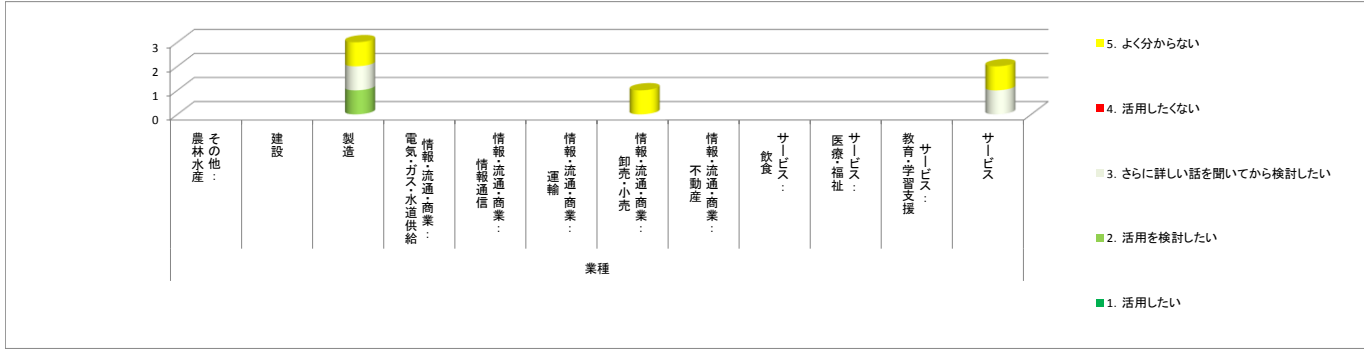 3
2
1
0
その他：
農林水産
建設
製造
情報・流通・商業：
電気・ガス・水道供給
情報・流通・商業：
情報通信
情報・流通・商業：
運輸
情報・流通・商業：
卸売・小売
情報・流通・商業：
不動産
サービス：
飲食
サービス：
医療・福祉
サービス：
教育・学習支援
サービス
業種
5. よく分からない
4. 活用したくない
3. さらに詳しい話を聞いてから検討したい
2. 活用を検討したい
1. 活用したい